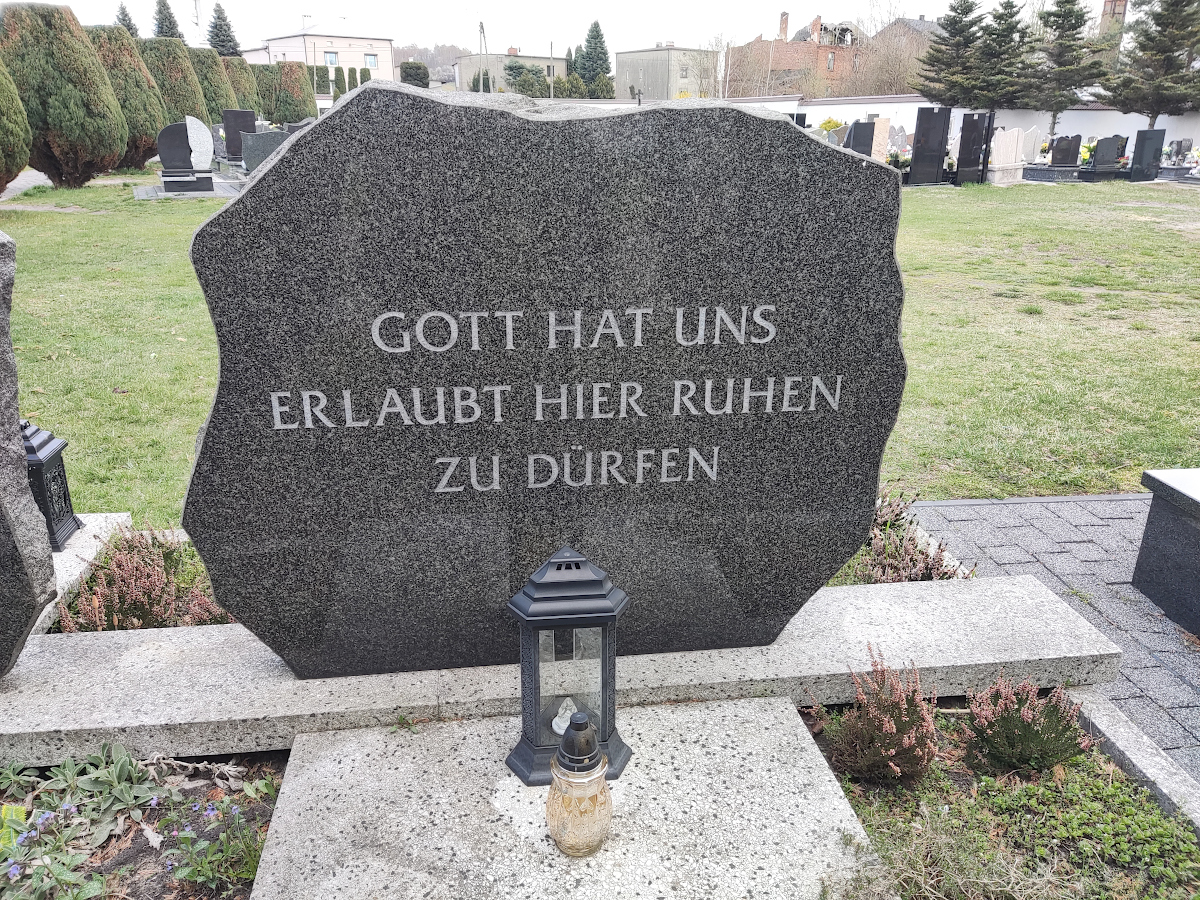 GOTT HAT UNS
ERLAUBT HIER RUHEN
ZU DÜRFEN